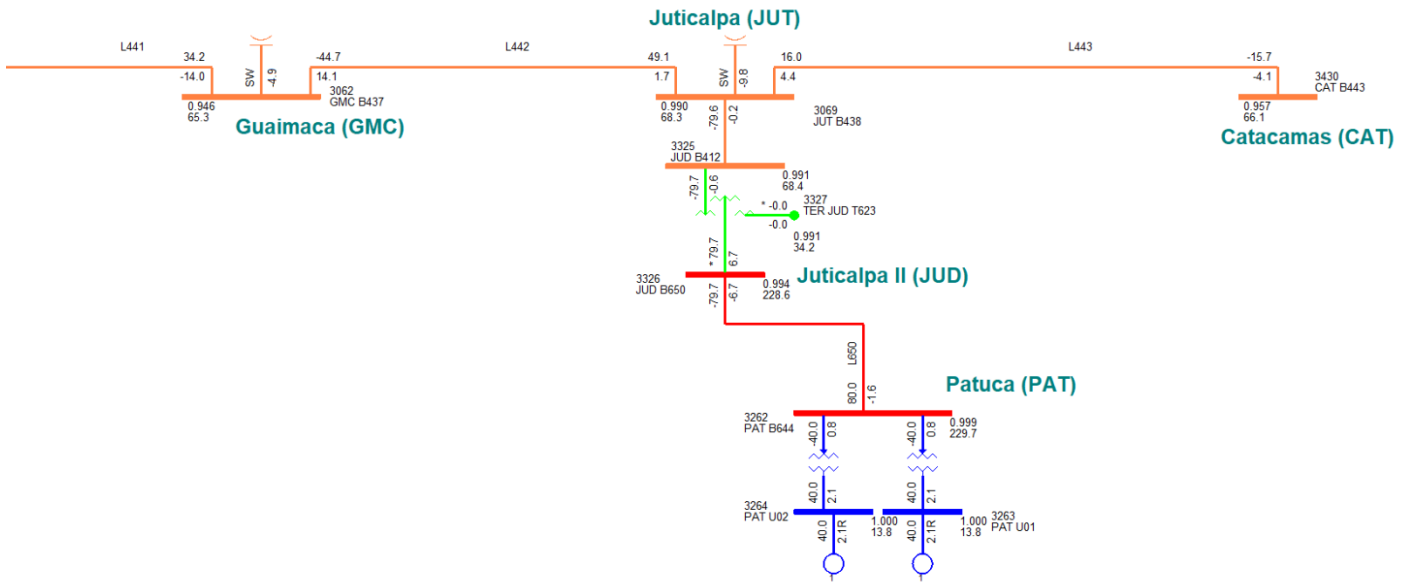 Juticalpa (JUT)
L441
L442
L443
34.2
-14.0
SW
-4.9
-44.7
14.1
49.1
1.7
SW
-9.8
16.0
4.4
-15.7
-4.1
3062
GMC B437
0.946
65.3
Guaimaca (GMC)
0.990
68.3
-79.6
-0.2
3069
JUT B438
3430
CAT B443
0.957
66.1
Catacamas (CAT)
3325
JUD B412
0.991
68.4
-79.7
-0.6
* -0.0
-0.0
3327
TER JUD T623
0.991
34.2
* 79.7
6.7
3326
JUD B650
0.994
228.6
Juticalpa II (JUD)
-79.7
-6.7
L650
80.0
-1.6
Patuca (PAT)
3262
PAT B644
0.999
229.7
-40.0
0.8
-40.0
0.8
40.0
2.1
40.0
2.1
3264
PAT U02
1.000
13.8
3263
PAT U01
1.000
13.8
40.0
2.1R
40.0
2.1R
1
1